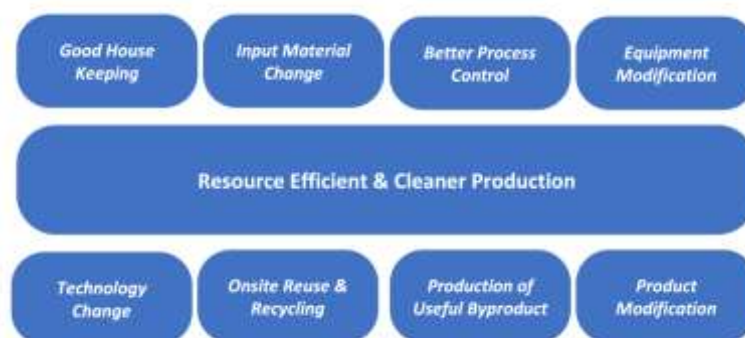 Good House
Keeping
Input Material
Change
Better Process
Control
Equipment
Modification
Resource Efficient & Cleaner Production
Technology
Change
Onsite Reuse &
Recycling
Production of
Useful Byproduct
Product
Modification